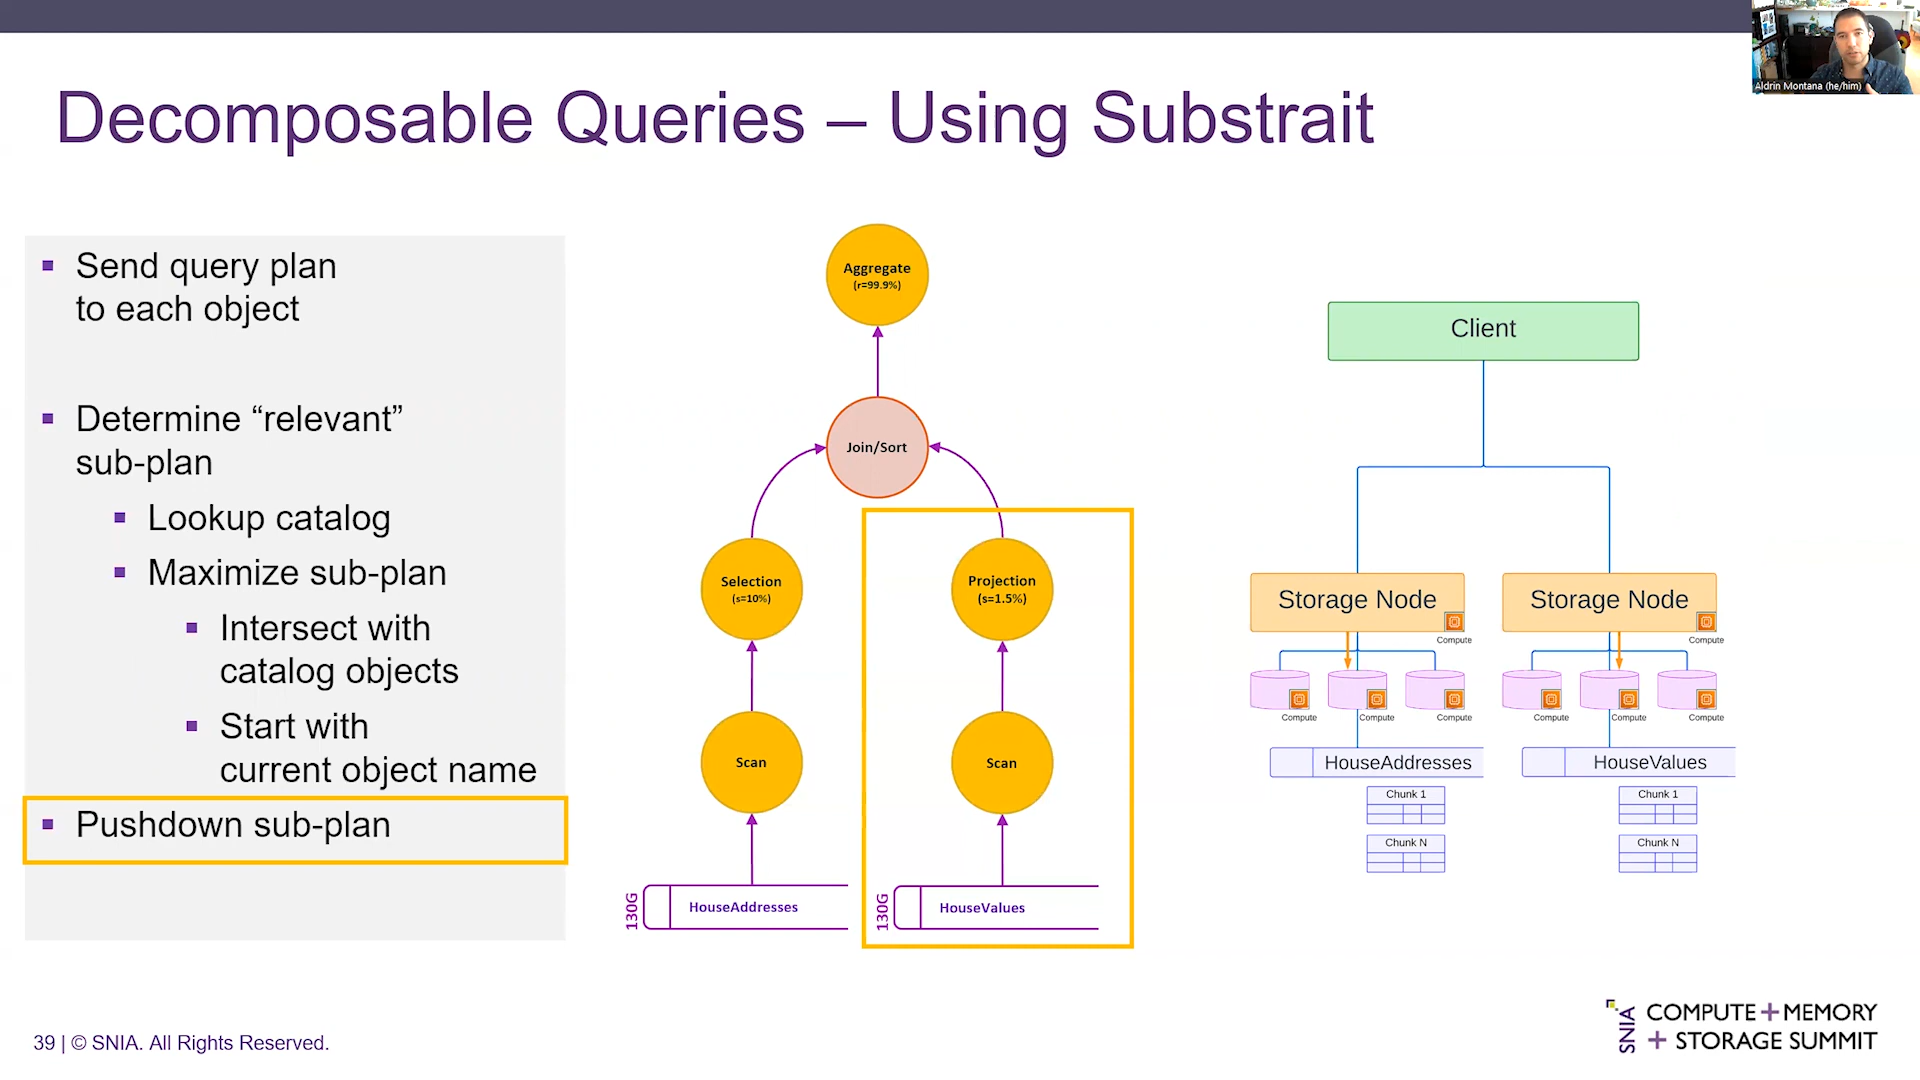 Aldrin Montana (he/him)
Decomposable Queries – Using Substrait
▪ Send query plan
to each object
▪ Determine “relevant”
sub-plan
▪ Lookup catalog
▪ Maximize sub-plan
▪ Intersect with
catalog objects
▪ Start with
current object name
▪ Pushdown sub-plan
Aggregate
(r=99.9%)
Join/Sort
Selection
(s=10%)
Projection
(s=1.5%)
Scan
Scan
130G
HouseAddresses
130G
HouseValues
Client
Storage Node
Compute
Storage Node
Compute
Compute
Compute
Compute
Compute
Compute
Compute
HouseAddresses
HouseValues
Chunk 1
Chunk 1
Chunk N
Chunk N
39 | © SNIA. All Rights Reserved.
SNIA
COMPUTE+MEMORY
+ STORAGE SUMMIT